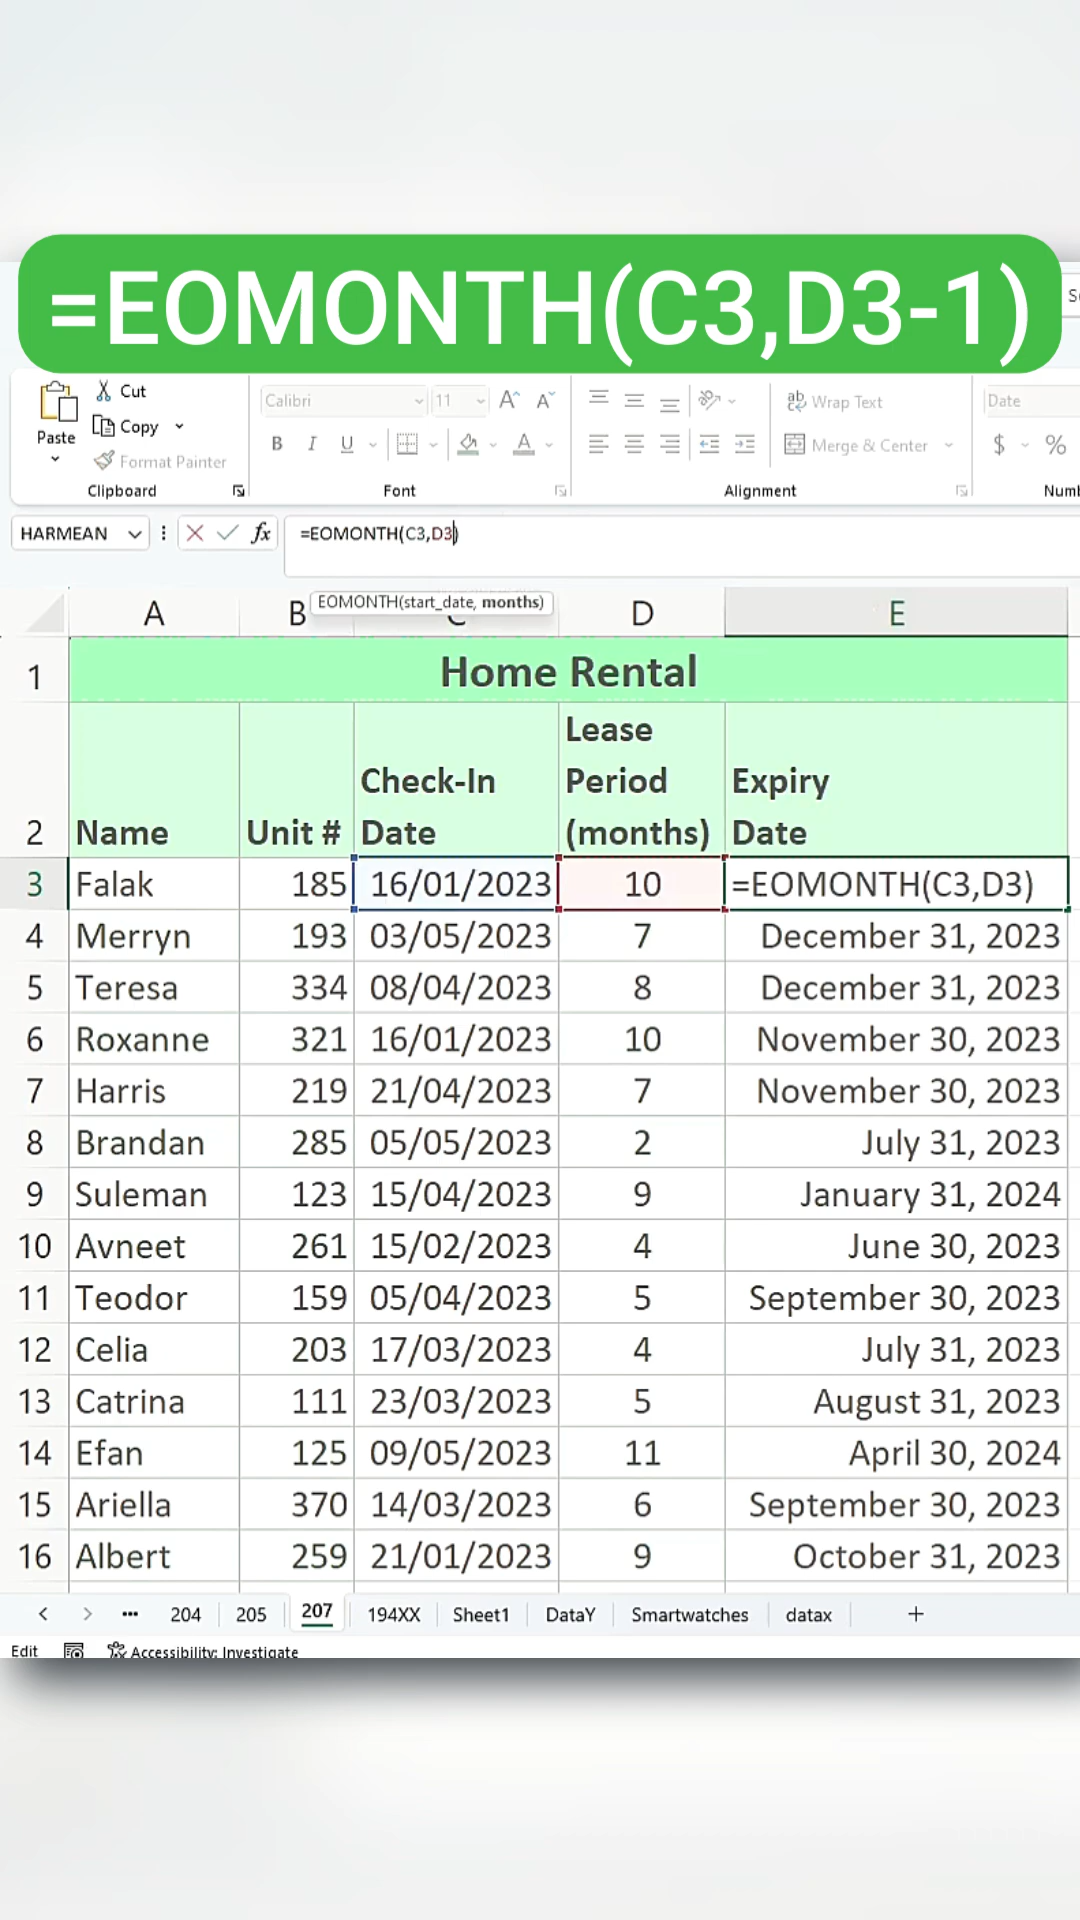 =EOMONTH(C3,D3-1)
Cut
Copy
Paste
Format Painter
Clipboard
Calibri 11 A A
B I U A
Font
ab Wrap Text
Merge & Center
Alignment
Date
$ %
HARMEAN fx =EOMONTH(C3,D3)
EOMONTH(start_date, months)
A B C D E
1 Home Rental
2 Name Unit # Check-In Date Lease Period (months) Expiry Date
3 Falak 185 16/01/2023 10 =EOMONTH(C3,D3)
4 Merryn 193 03/05/2023 7 December 31, 2023
5 Teresa 334 08/04/2023 8 December 31, 2023
6 Roxanne 321 16/01/2023 10 November 30, 2023
7 Harris 219 21/04/2023 7 November 30, 2023
8 Brandan 285 05/05/2023 2 July 31, 2023
9 Suleman 123 15/04/2023 9 January 31, 2024
10 Avneet 261 15/02/2023 4 June 30, 2023
11 Teodor 159 05/04/2023 5 September 30, 2023
12 Celia 203 17/03/2023 4 July 31, 2023
13 Catrina 111 23/03/2023 5 August 31, 2023
14 Efan 125 09/05/2023 11 April 30, 2024
15 Ariella 370 14/03/2023 6 September 30, 2023
16 Albert 259 21/01/2023 9 October 31, 2023
... 204 205 207 194XX Sheet1 DataY Smartwatches datax +
Edit Accessibility: Investigate